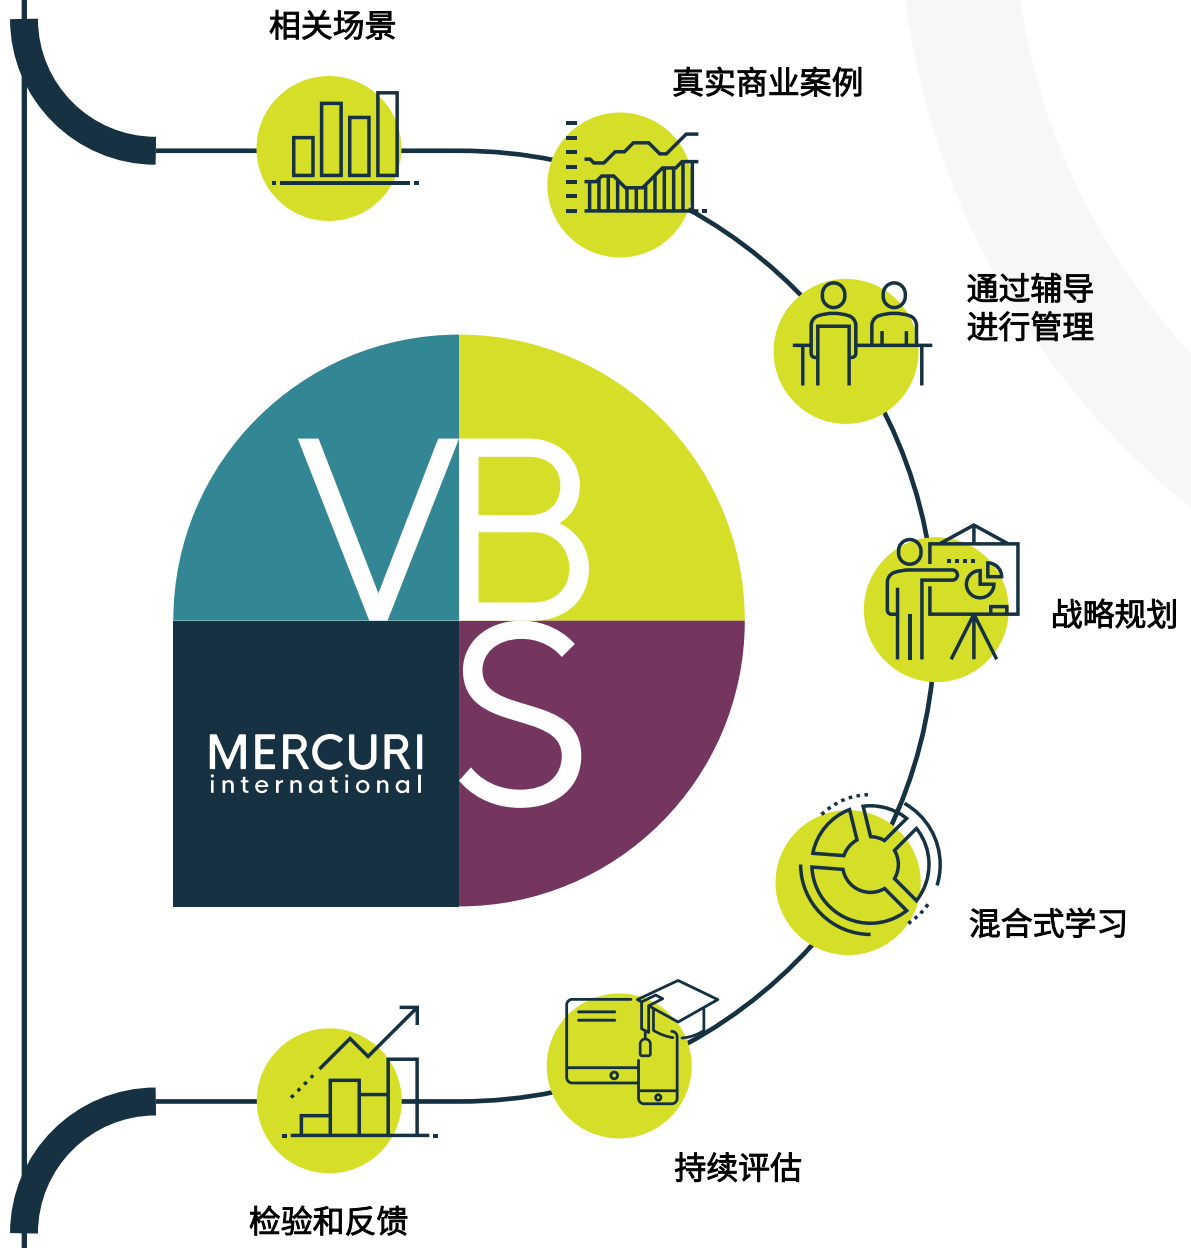 相关场景
真实商业案例
通过辅导
进行管理
战略规划
VB
S
MERCURI
international
混合式学习
持续评估
检验和反馈